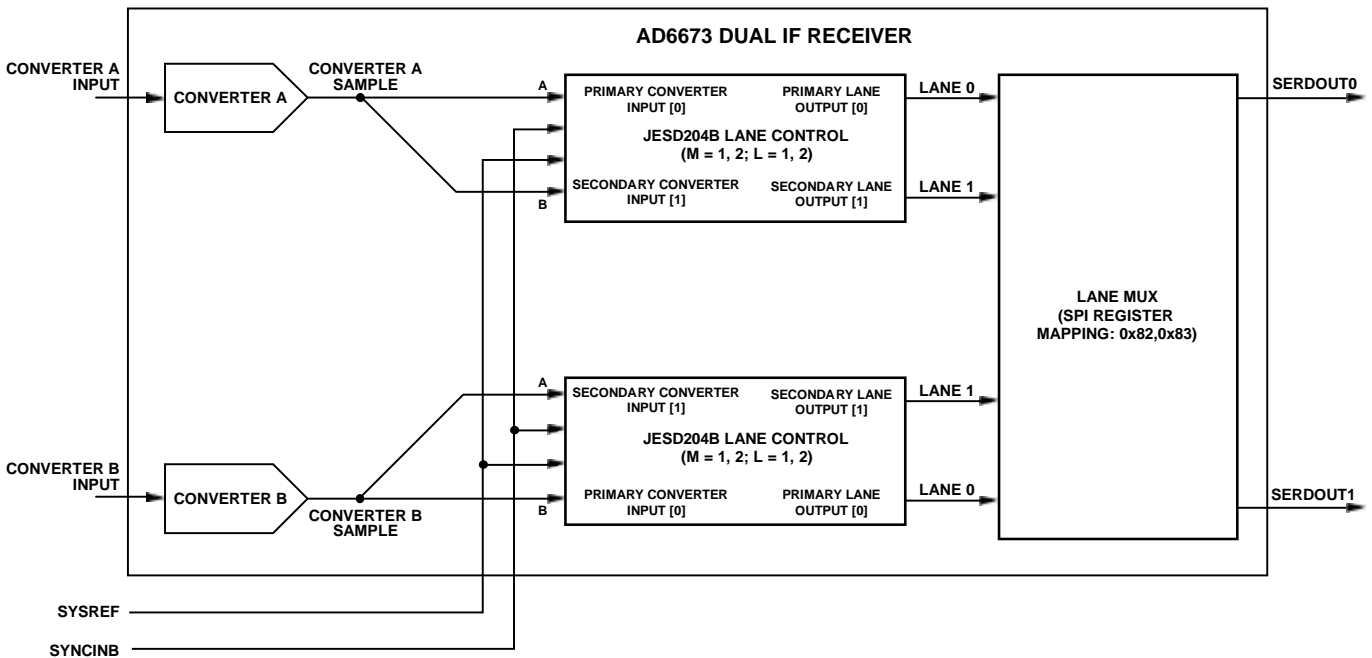 AD6673 DUAL IF RECEIVER
CONVERTER A
INPUT
CONVERTER A
CONVERTER A
SAMPLE
A
PRIMARY CONVERTER
INPUT [0]
PRIMARY LANE
OUTPUT [0]
JESD204B LANE CONTROL
(M = 1, 2; L = 1, 2)
SECONDARY CONVERTER
INPUT [1]
SECONDARY LANE
OUTPUT [1]
B
LANE 0
LANE 1
SERDOUT0
LANE MUX
(SPI REGISTER
MAPPING: 0x82,0x83)
CONVERTER B
INPUT
CONVERTER B
CONVERTER B
SAMPLE
A
SECONDARY CONVERTER
INPUT [1]
SECONDARY LANE
OUTPUT [1]
JESD204B LANE CONTROL
(M = 1, 2; L = 1, 2)
PRIMARY CONVERTER
INPUT [0]
PRIMARY LANE
OUTPUT [0]
B
LANE 1
LANE 0
SERDOUT1
SYSREF
SYNCINB